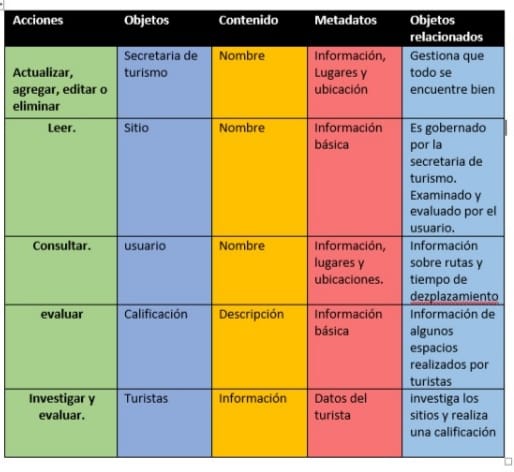 Acciones Objetos Contenido Metadatos Objetos
relacionados
Actualizar,
agregar, editar o
eliminar
Secretaria de
turismo
Nombre
Información,
Lugares y
ubicación
Gestiona que
todo se
encuentre bien
Leer.
Sitio
Nombre
Información
básica
Es gobernado
por la
secretaria de
turismo.
Examinado y
evaluado por el
usuario.
Consultar.
usuario
Nombre
Información,
lugares y
ubicaciones.
Información
sobre rutas y
tiempo de
dezplazamiento
evaluar
Calificación
Descripción
Información
básica
Información de
algunos
espacios
realizados por
turistas
Investigar y
evaluar.
Turistas
Información
Datos del
turista
investiga los
sitios y realiza
una calificación